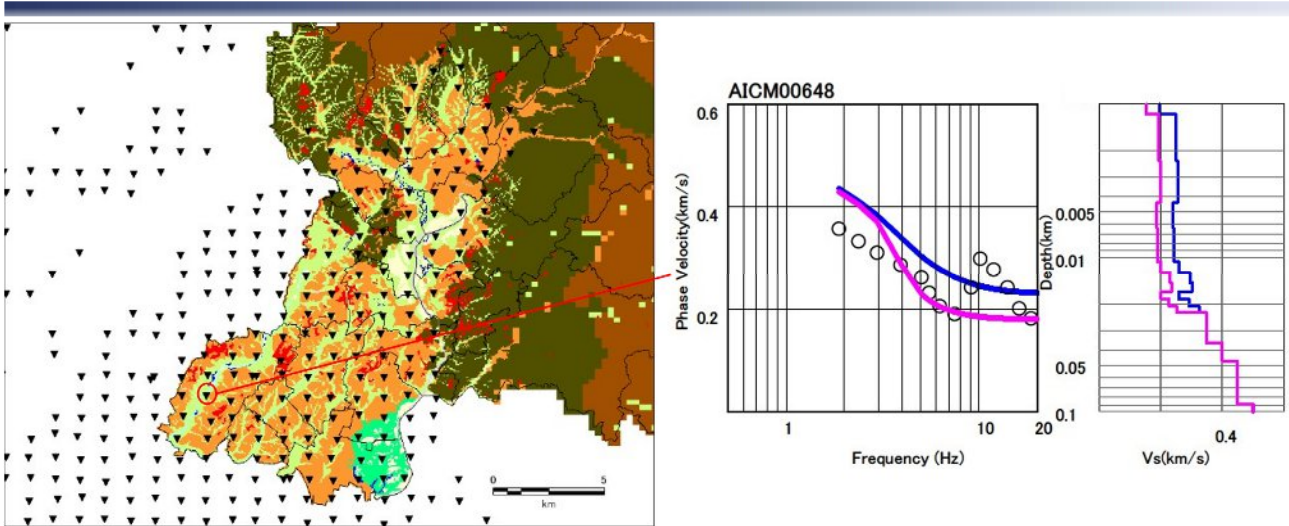 AICM00648
0.6
0.4
0.2
Phase Velocity(km/s)
1
10
20
Frequency (Hz)
0.005
0.01
0.05
0.1
Depth(km)
0.4
Vs(km/s)
0
5
km